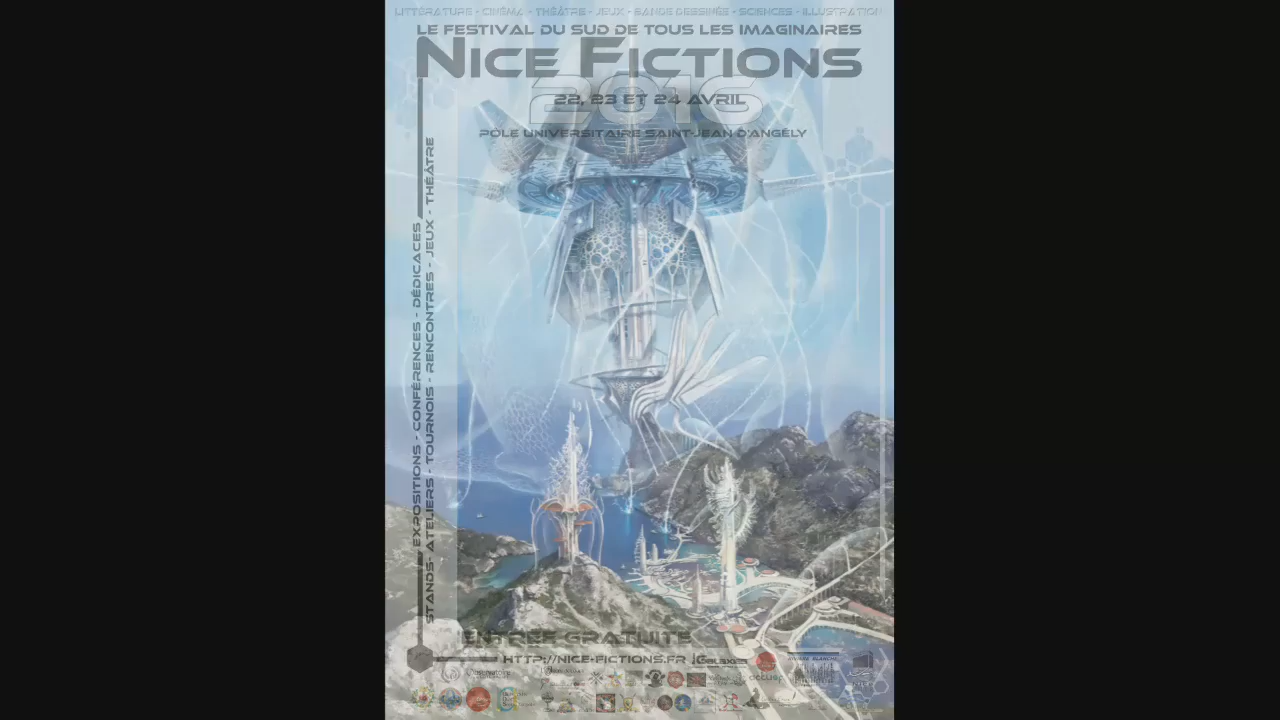 LITTÉRATURE - CINÉMA - THÉÂTRE - JEUX - BANDE DESSINÉE - SCIENCES - ILLUSTRATION
LE FESTIVAL DU SUD DE TOUS LES IMAGINAIRES
NICE FICTIONS
2016
22, 23 ET 24 AVRIL
PÔLE UNIVERSITAIRE SAINT-JEAN D'ANGÉLY
EXPOSITIONS - CONFÉRENCES - DÉDICACES
STANDS- ATELIERS - TOURNOIS - RENCONTRES - JEUX - THÉÂTRE
ENTRÉE GRATUITE
HTTP://NICE-FICTIONS.FR